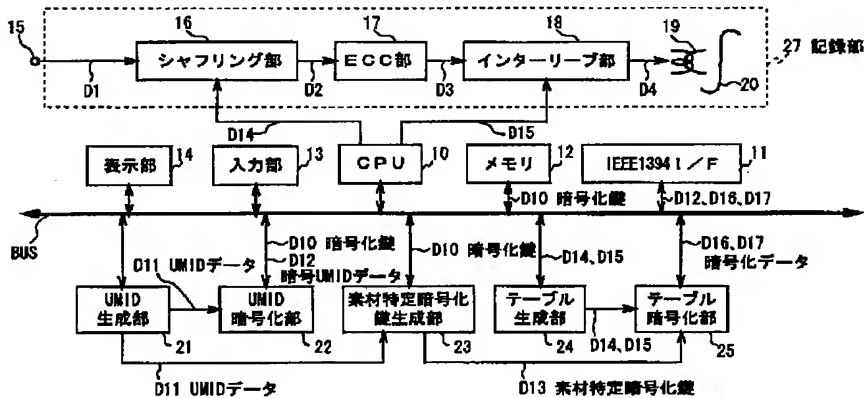 15
16
シャフリング部
17
ECC部
18
インターリーブ部
19
27 記録部
D1
D2
D3
D4
20
D14
D15
表示部
14
入力部
13
CPU
10
メモリ
12
IEEE1394 I/F
11
D10 暗号化鍵
D12、D16、D17
BUS
D11 UMIDデータ
D10 暗号化鍵
D12
暗号UMIDデータ
D10 暗号化鍵
D14、D15
D16、D17
暗号化データ
UMID
生成部
21
UMID
暗号化部
22
素材特定暗号化
鍵生成部
23
テーブル
生成部
24
D14、D15
テーブル
暗号化部
25
D11 UMIDデータ
D13 素材特定暗号化鍵